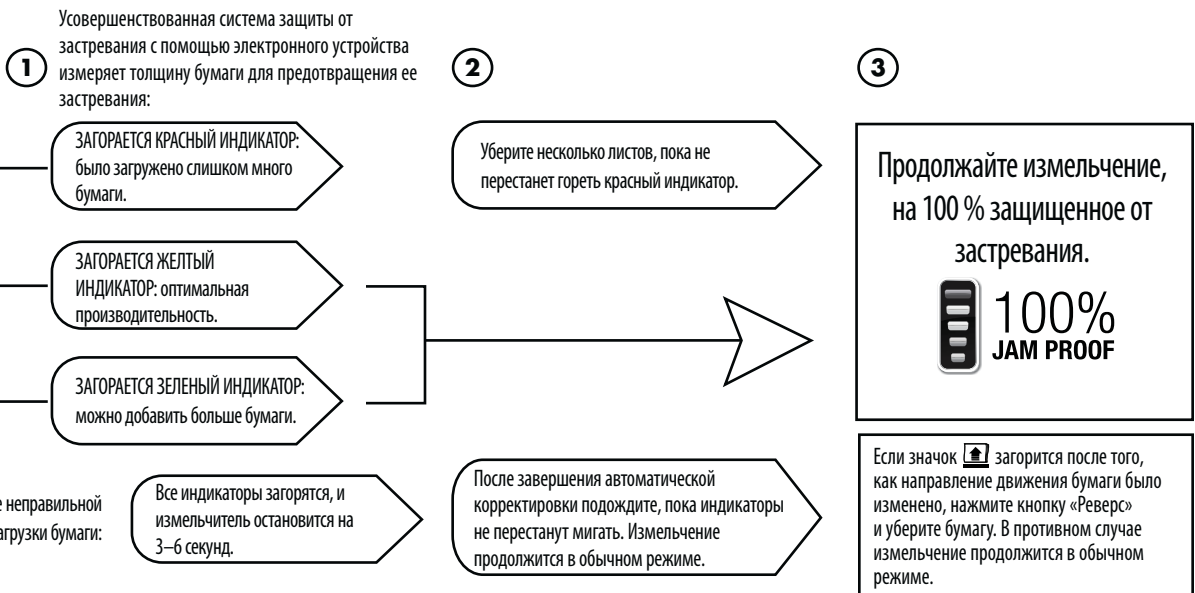 Усовершенствованная система защиты от
застревания с помощью электронного устройства
измеряет толщину бумаги для предотвращения ее
застревания:
1
ЗАГОРАЕТСЯ КРАСНЫЙ ИНДИКАТОР:
было загружено слишком много
бумаги.
ЗАГОРАЕТСЯ ЖЕЛТЫЙ
ИНДИКАТОР: оптимальная
производительность.
ЗАГОРАЕТСЯ ЗЕЛЕНЫЙ ИНДИКАТОР:
можно добавить больше бумаги.
2
Уберите несколько листов, пока не
перестанет гореть красный индикатор.
3
Продолжайте измельчение,
на 100 % защищенное от
застревания.
100%
JAM PROOF
неправильной
бумаги:
Все индикаторы загорятся, и
измельчитель остановится на
3–6 секунд.
После завершения автоматической
корректировки подождите, пока индикаторы
не перестанут мигать. Измельчение
продолжится в обычном режиме.
Если значок загорится после того,
как направление движения бумаги было
изменено, нажмите кнопку «Реверс»
и уберите бумагу. В противном случае
измельчение продолжится в обычном
режиме.